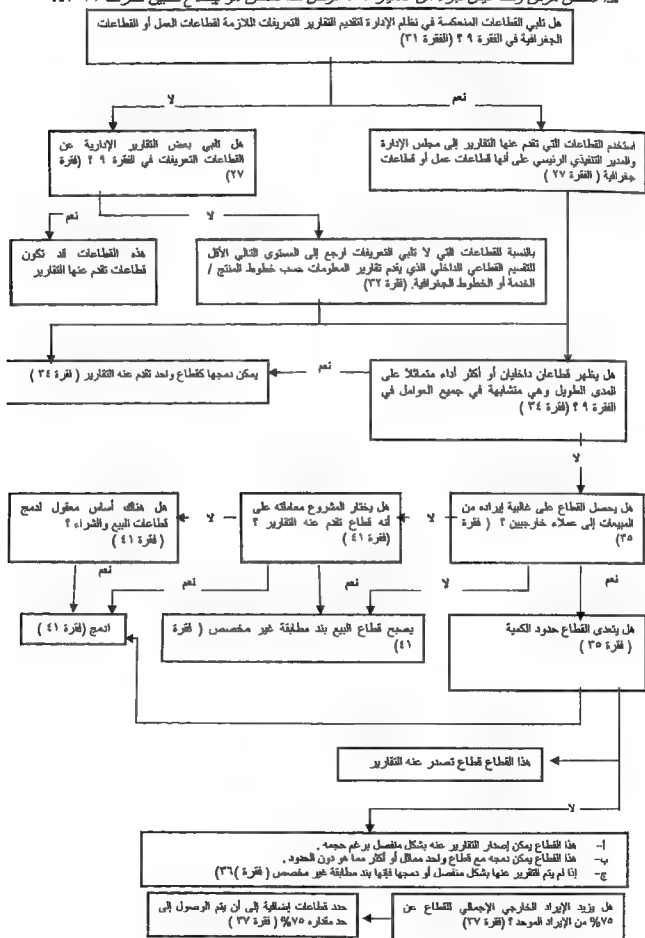 هل تلبي القطاعات المنعكسة في نظام الإدارة لتقديم التقارير التعريفات اللازمة لقطاعات العمل أو القطاعات
الجغرافية في الفقرة ٩ ؟ (الفقرة ٣١)
نعم
لا
استخدم القطاعات التي تقدم عنها التقارير إلى مجلس الإدارة
والمدير التنفيذي الرئيسي على أنها قطاعات عمل أو قطاعات
جغرافية ( الفقرة ٢٧ )
هل تلبي بعض التقارير الإدارية عن
القطاعات التعريفات في الفقرة ٩ ؟ (فقرة
٢٧)
لا
نعم
بالنسبة للقطاعات التي لا تلبي التعريفات ارجع إلى المستوى التالي الأقل
للتقسيم القطاعي الداخلي الذي يقدم تقارير المعلومات حسب خطوط المنتج /
الخدمة أو الخطوط الجغرافية. (فقرة ٣٢)
هذه القطاعات قد تكون
قطاعات تقدم عنها التقارير
هل يظهر قطاعان داخليان أو أكثر أداء متماثلاً على
المدى الطويل وهي متشابهة في جميع العوامل في
الفقرة ٩ ؟ (فقرة ٣٤ )
نعم
يمكن دمجها كقطاع واحد تقدم عنه التقارير ( فقرة ٣٤ )
لا
هل يحصل القطاع على غالبية إيراده من
المبيعات إلى عملاء خارجيين ؟ ( فقرة
٣٥)
لا
هل يختار المشروع معاملته على
أنه قطاع تقدم عنه التقارير ؟
(فقرة ٤١ )
لا
هل هناك أساس معقول لدمج
قطاعات البيع والشراء ؟
( فقرة ٤١ )
نعم
لا
نعم
نعم
نعم
هل يتعدى القطاع حدود الكمية
( فقرة ٣٥ )
يصبح قطاع البيع بند مطابقة غير مخصص ( فقرة
٤١)
ادمج (فقرة ٤١ )
هذا القطاع قطاع تصدر عنه التقارير
لا
أ- هذا القطاع يمكن إصدار التقارير عنه بشكل منفصل برغم حجمه .
ب- هذا القطاع يمكن دمجه مع قطاع واحد مماثل أو أكثر مما هو دون الحدود .
ج- إذا لم يتم التقرير عنها بشكل منفصل أو دمجها فإنها بند مطابقة غير مخصص ( فقرة )٣٦)
هل يزيد الإيراد الخارجي الإجمالي للقطاع عن
٧٥% من الإيراد الموحد ؟ (فقرة ٣٧)
حدد قطاعات إضافية إلى أن يتم الوصول إلى
حد مقداره ٧٥% ( فقرة ٣٧ )